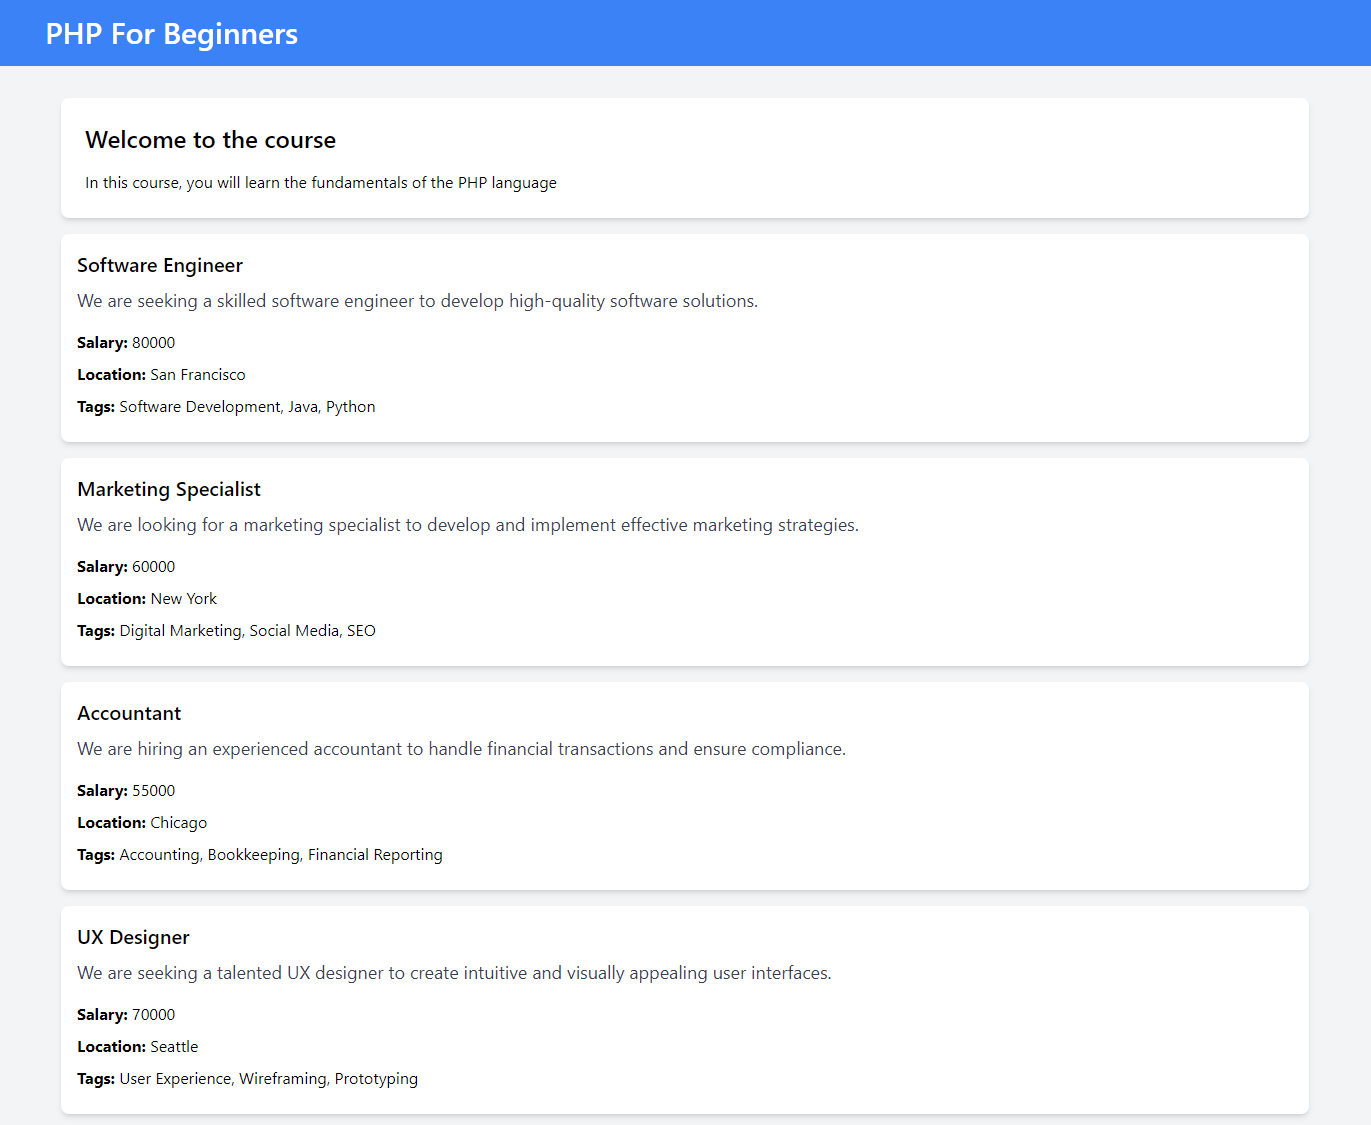 PHP For Beginners
Welcome to the course
In this course, you will learn the fundamentals of the PHP language
Software Engineer
We are seeking a skilled software engineer to develop high-quality software solutions.
Salary: 80000
Location: San Francisco
Tags: Software Development, Java, Python
Marketing Specialist
We are looking for a marketing specialist to develop and implement effective marketing strategies.
Salary: 60000
Location: New York
Tags: Digital Marketing, Social Media, SEO
Accountant
We are hiring an experienced accountant to handle financial transactions and ensure compliance.
Salary: 55000
Location: Chicago
Tags: Accounting, Bookkeeping, Financial Reporting
UX Designer
We are seeking a talented UX designer to create intuitive and visually appealing user interfaces.
Salary: 70000
Location: Seattle
Tags: User Experience, Wireframing, Prototyping